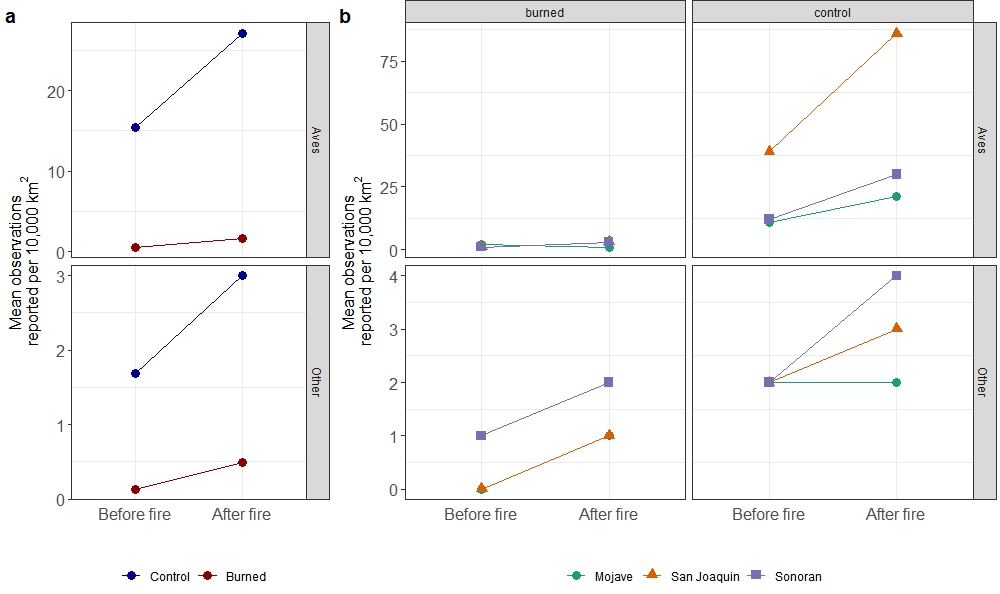 a
b
burned
control
Mean observations
reported per 10,000 km2
20
10
0
Aves
3
2
1
0
Other
Before fire
After fire
Control
Burned
Mean observations
reported per 10,000 km2
75
50
25
0
Aves
4
3
2
1
0
Other
Before fire
After fire
Before fire
After fire
Mojave
San Joaquin
Sonoran